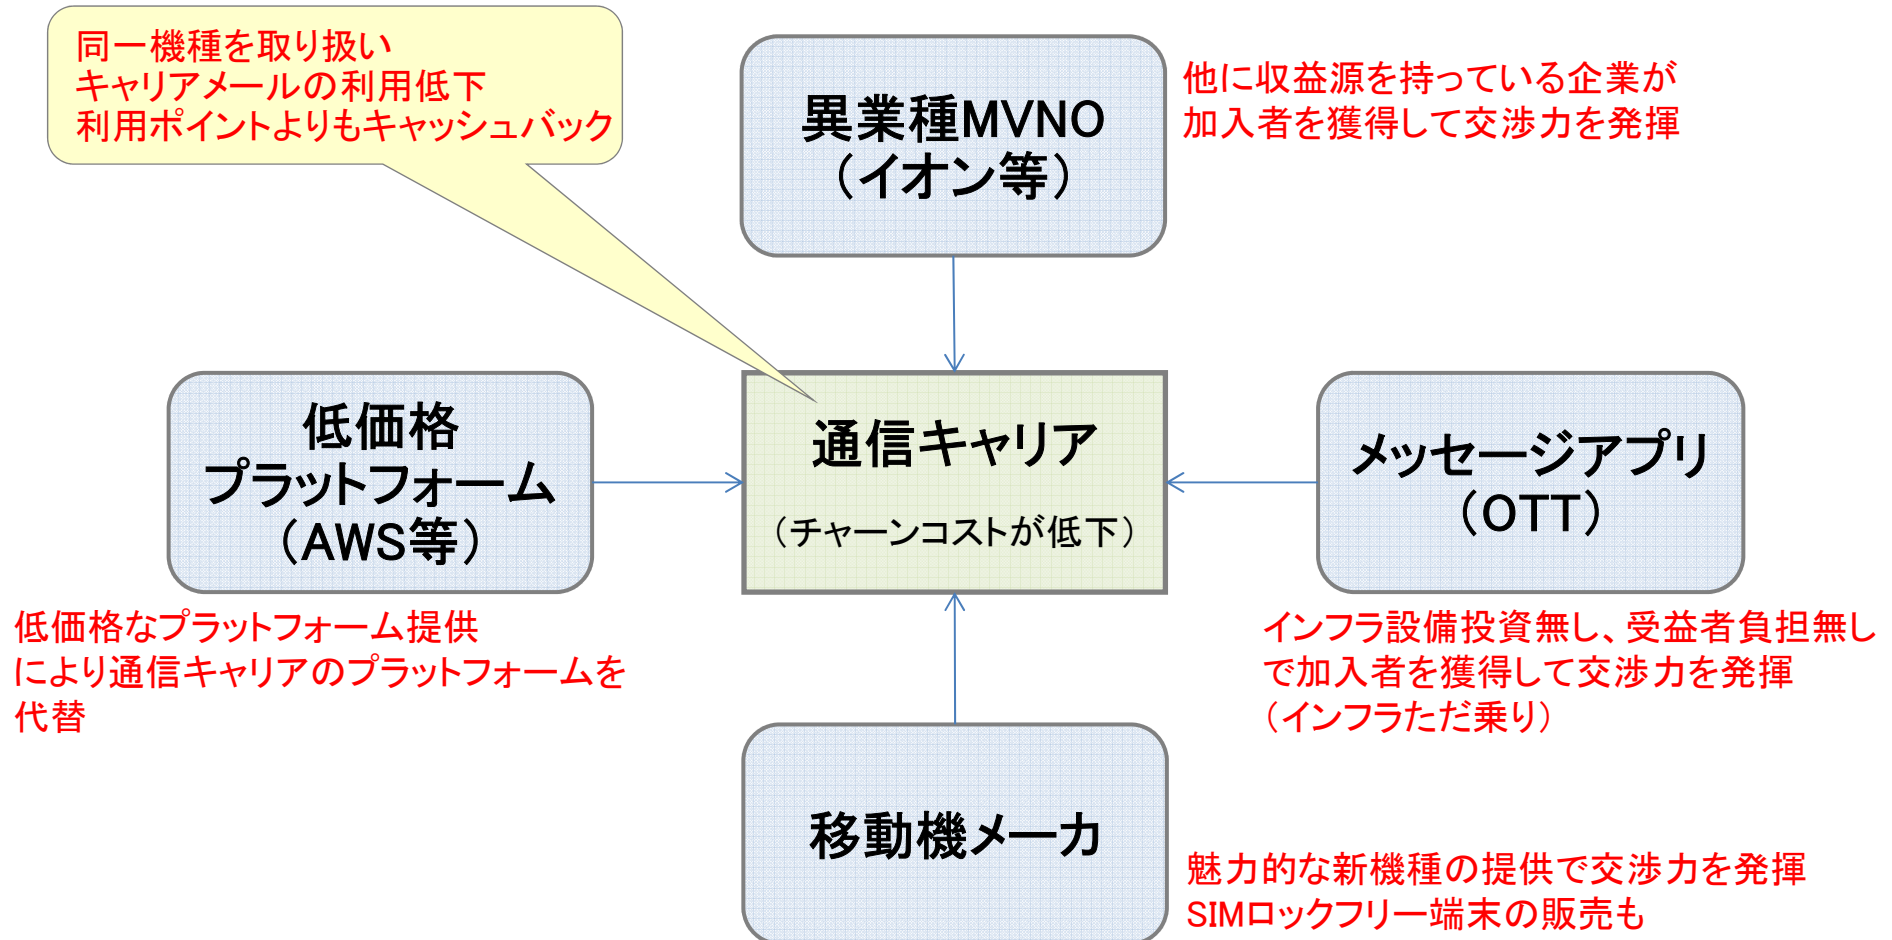 同一機種を取り扱い
キャリアメールの利用低下
利用ポイントよりもキャッシュバック
異業種MVNO
（イオン等）
他に収益源を持っている企業が
加入者を獲得して交渉力を発揮
低価格
プラットフォーム
（AWS等）
通信キャリア
（チャーンコストが低下）
メッセージアプリ
（OTT）
低価格なプラットフォーム提供
により通信キャリアのプラットフォームを
代替
インフラ設備投資無し、受益者負担無し
で加入者を獲得して交渉力を発揮
（インフラただ乗り）
移動機メーカ
魅力的な新機種の提供で交渉力を発揮
SIMロックフリー端末の販売も